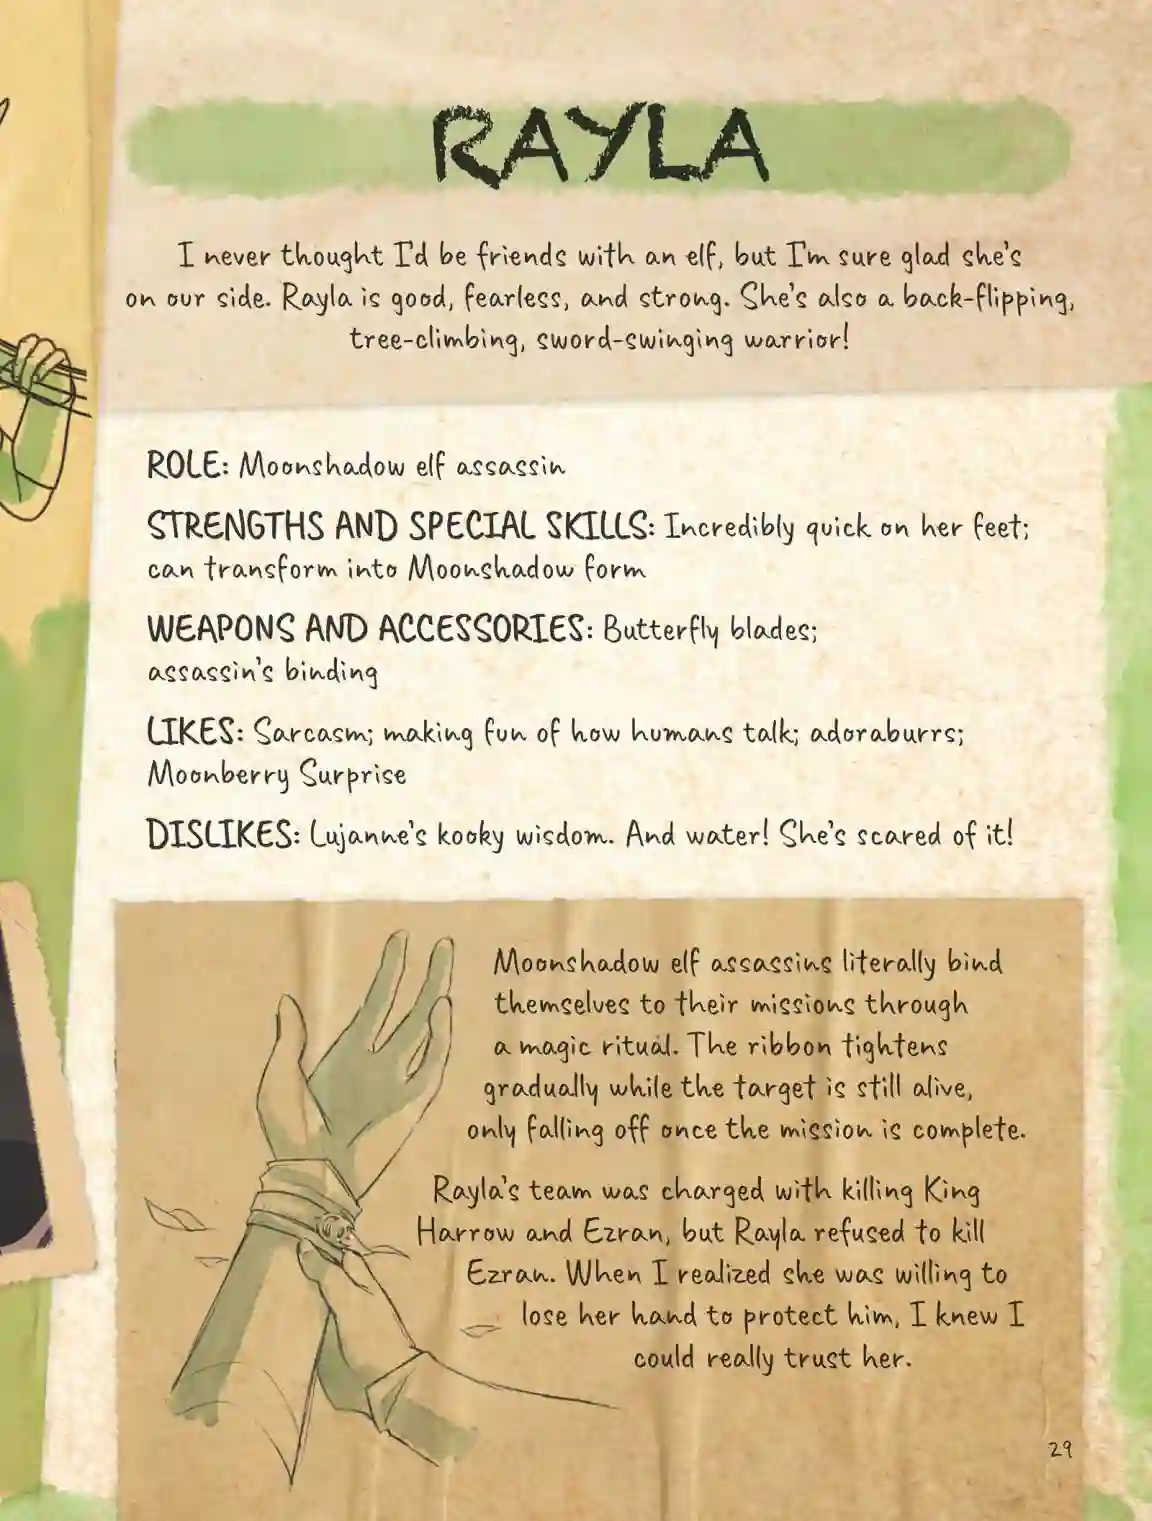 RAYLA
I never thought I'd be friends with an elf, but I'm sure glad she's
on our side. Rayla is good, fearless, and strong. She's also a back-flipping,
tree-climbing, sword-swinging warrior!
ROLE: Moonshadow elf assassin
STRENGTHS AND SPECIAL SKILLS: Incredibly quick on her feet;
can transform into Moonshadow form
WEAPONS AND ACCESSORIES: Butterfly blades;
assassin's binding
LIKES: Sarcasm; making fun of how humans talk; adoraburrs;
Moonberry Surprise
DISLIKES: Lujanne's kooky wisdom. And water! She's scared of it!
Moonshadow elf assassins literally bind
themselves to their missions through
a magic ritual. The ribbon tightens
gradually while the target is still alive,
only falling off once the mission is complete.
Rayla's team was charged with killing King
Harrow and Ezran, but Rayla refused to kill
Ezran. When I realized she was willing to
lose her hand to protect him, I knew I
could really trust her.
29